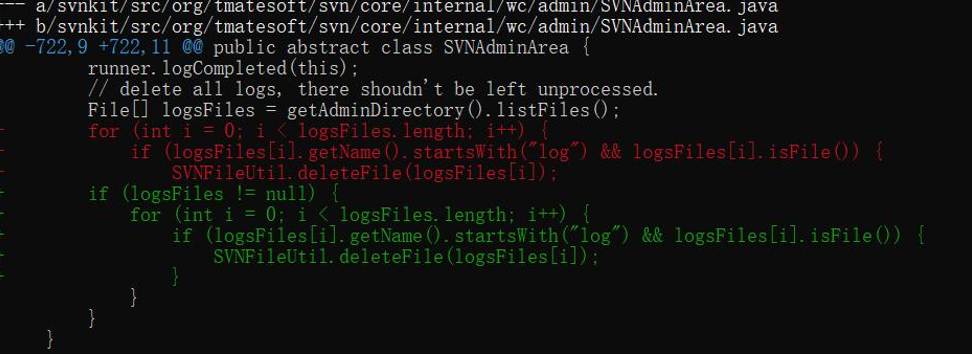 --- a/svnkit/src/org/tmatesoft/svn/core/internal/wc/admin/SVNAdminArea.java
+++ b/svnkit/src/org/tmatesoft/svn/core/internal/wc/admin/SVNAdminArea.java
@@ -722,9 +722,11 @@ public abstract class SVNAdminArea {
         runner.logCompleted(this);
         // delete all logs, there shoudn't be left unprocessed.
         File[] logsFiles = getAdminDirectory().listFiles();
-        for (int i = 0; i < logsFiles.length; i++) {
-            if (logsFiles[i].getName().startsWith("log") && logsFiles[i].isFile()) {
-                SVNFileUtil.deleteFile(logsFiles[i]);
+        if (logsFiles != null) {
+            for (int i = 0; i < logsFiles.length; i++) {
+                if (logsFiles[i].getName().startsWith("log") && logsFiles[i].isFile()) {
+                    SVNFileUtil.deleteFile(logsFiles[i]);
+                }
             }
         }
     }